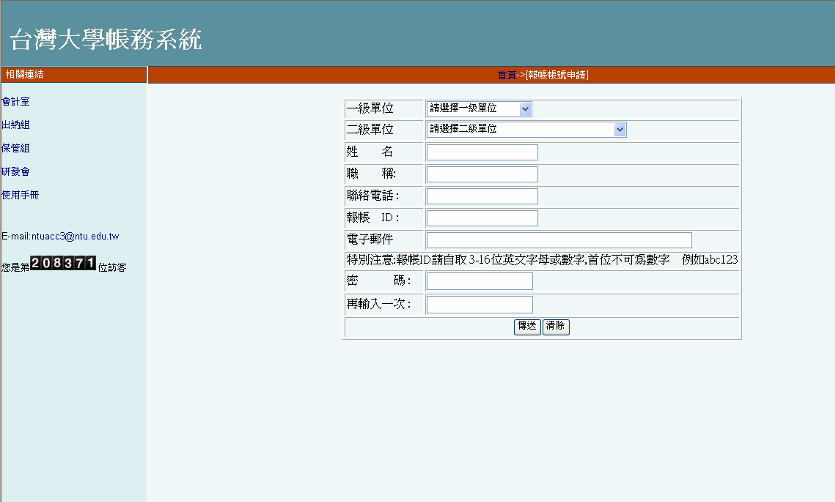 台灣大學帳務系統
相關連結
首頁->[報帳帳號申請]
會計室
出納組
保管組
研發會
使用手冊
E-mail:ntuacc3@ntu.edu.tw
您是第208371位訪客
一級單位 請選擇一級單位
二級單位 請選擇二級單位
姓 名
職 稱:
聯絡電話:
報帳 ID:
電子郵件
特別注意:報帳ID請自取 3-16位英文字母或數字,首位不可為數字 例如abc123
密 碼:
再輸入一次:
傳送 清除